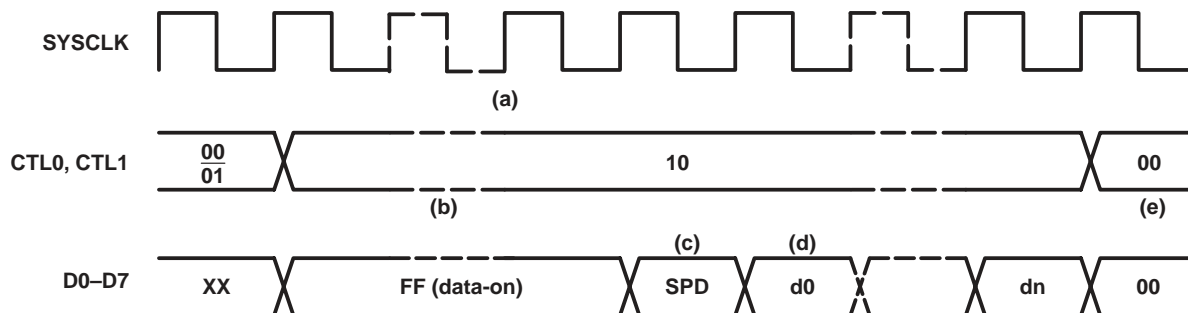 SYSCLK
(a)
CTL0, CTL1
00
01
10
00
(b)
(e)
(c)
(d)
D0–D7
XX
FF (data-on)
SPD
d0
dn
00